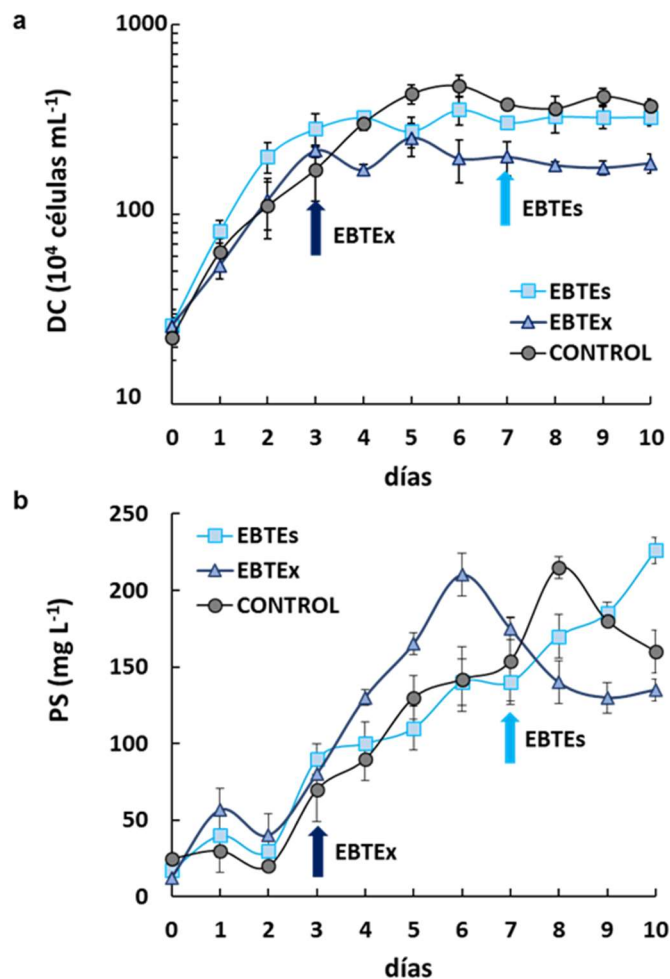 a
1000
100
10
DC (10⁴ células mL⁻¹)
EBTEx
EBTEs
EBTEs
EBTEx
CONTROL
0 1 2 3 4 5 6 7 8 9 10
días
b
250
200
150
100
50
0
PS (mg L⁻¹)
EBTEs
EBTEx
CONTROL
EBTEs
EBTEx
0 1 2 3 4 5 6 7 8 9 10
días